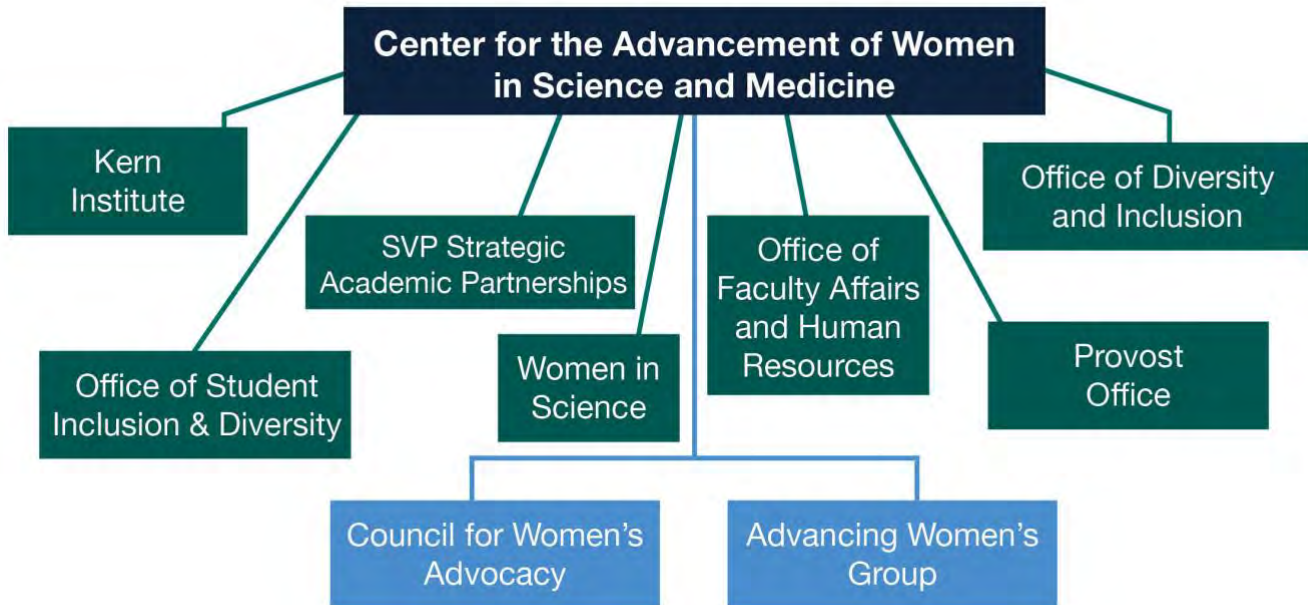 Center for the Advancement of Women
in Science and Medicine
Kern
Institute
Office of Diversity
and Inclusion
SVP Strategic
Academic Partnerships
Office of
Faculty Affairs
and Human
Resources
Office of Student
Inclusion & Diversity
Women in
Science
Provost
Office
Council for Women’s
Advocacy
Advancing Women’s
Group